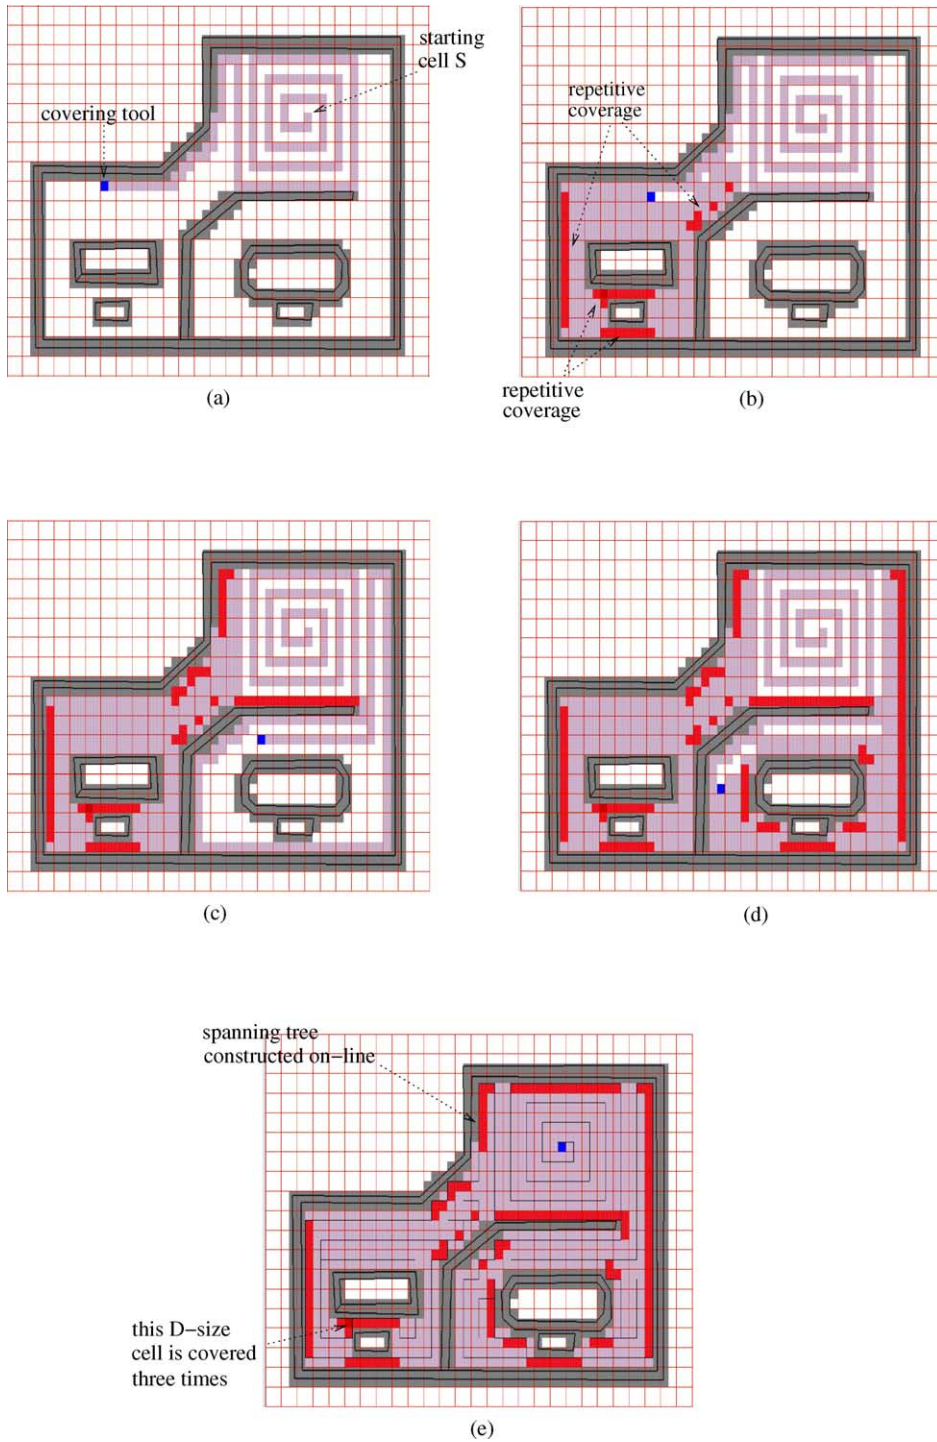 starting
cell S
covering tool
(a)
repetitive
coverage
repetitive
coverage
(b)
(c)
(d)
spanning tree
constructed on-line
this D-size
cell is covered
three times
(e)